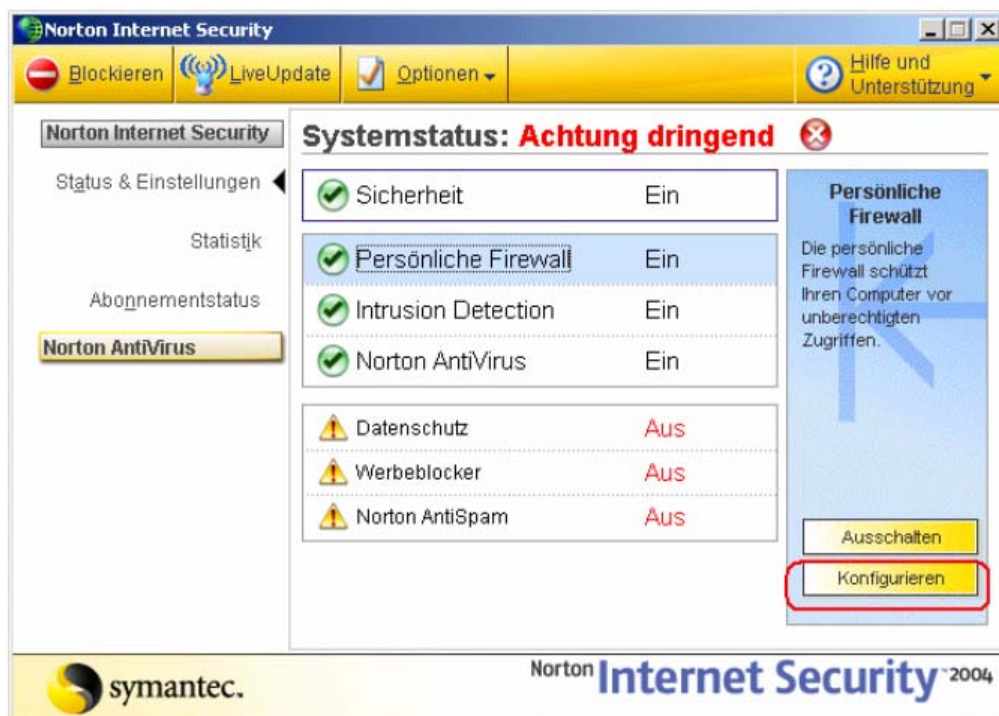 Norton Internet Security
Blockieren
LiveUpdate
Optionen
Hilfe und
Unterstützung
Norton Internet Security
Status & Einstellungen
Statistik
Abonnementstatus
Norton AntiVirus
Systemstatus: Achtung dringend
Sicherheit Ein
Persönliche Firewall Ein
Intrusion Detection Ein
Norton AntiVirus Ein
Datenschutz Aus
Werbeblocker Aus
Norton AntiSpam Aus
Persönliche
Firewall
Die persönliche
Firewall schützt
Ihren Computer vor
unberechtigten
Zugriffen.
Ausschalten
Konfigurieren
symantec.
Norton Internet Security™ 2004